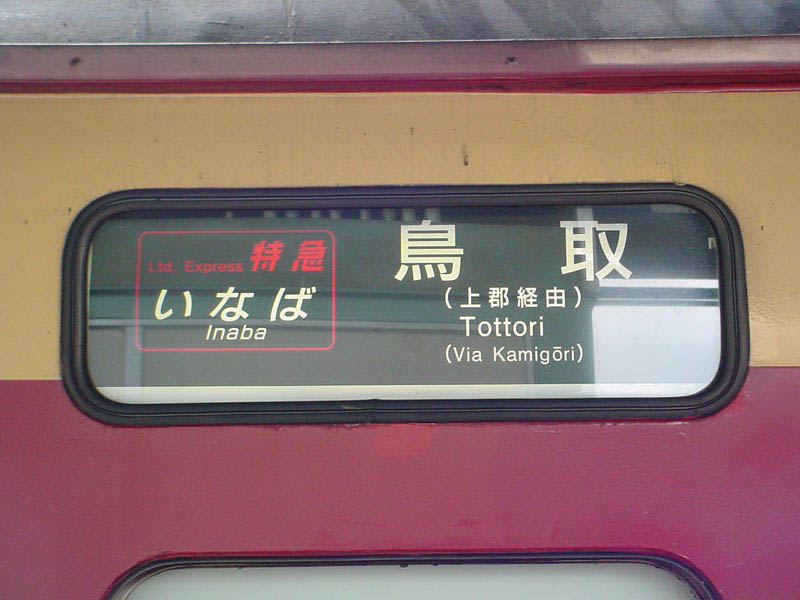 Ltd. Express 特急
いなば
Inaba
鳥取
(上郡経由)
Tottori
(Via Kamigōri)